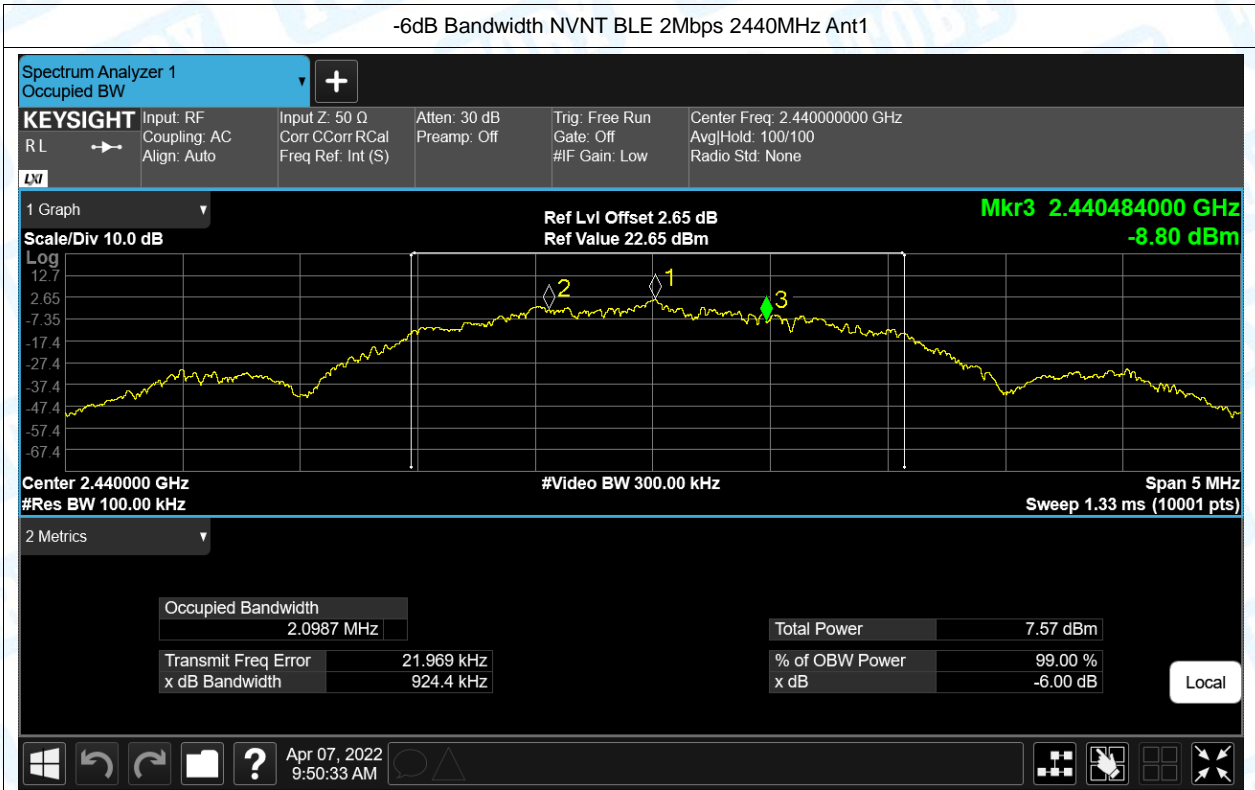 -6dB Bandwidth NVNT BLE 2Mbps 2440MHz Ant1
Spectrum Analyzer 1
Occupied BW
KEYSIGHT
R L
LXI
Input: RF
Coupling: AC
Align: Auto
Input Z: 50 Ω
Corr CCorr RCal
Freq Ref: Int (S)
Atten: 30 dB
Preamp: Off
Trig: Free Run
Gate: Off
#IF Gain: Low
Center Freq: 2.440000000 GHz
Avg|Hold: 100/100
Radio Std: None
1 Graph
Scale/Div 10.0 dB
Ref Lvl Offset 2.65 dB
Ref Value 22.65 dBm
Mkr3 2.440484000 GHz
-8.80 dBm
Log
12.7
2.65
-7.35
-17.4
-27.4
-37.4
-47.4
-57.4
-67.4
2
1
3
Center 2.440000 GHz
#Video BW 300.00 kHz
Span 5 MHz
#Res BW 100.00 kHz
Sweep 1.33 ms (10001 pts)
2 Metrics
Occupied Bandwidth
2.0987 MHz
Total Power 7.57 dBm
Transmit Freq Error 21.969 kHz
% of OBW Power 99.00 %
x dB Bandwidth 924.4 kHz
x dB -6.00 dB
Local
Apr 07, 2022
9:50:33 AM